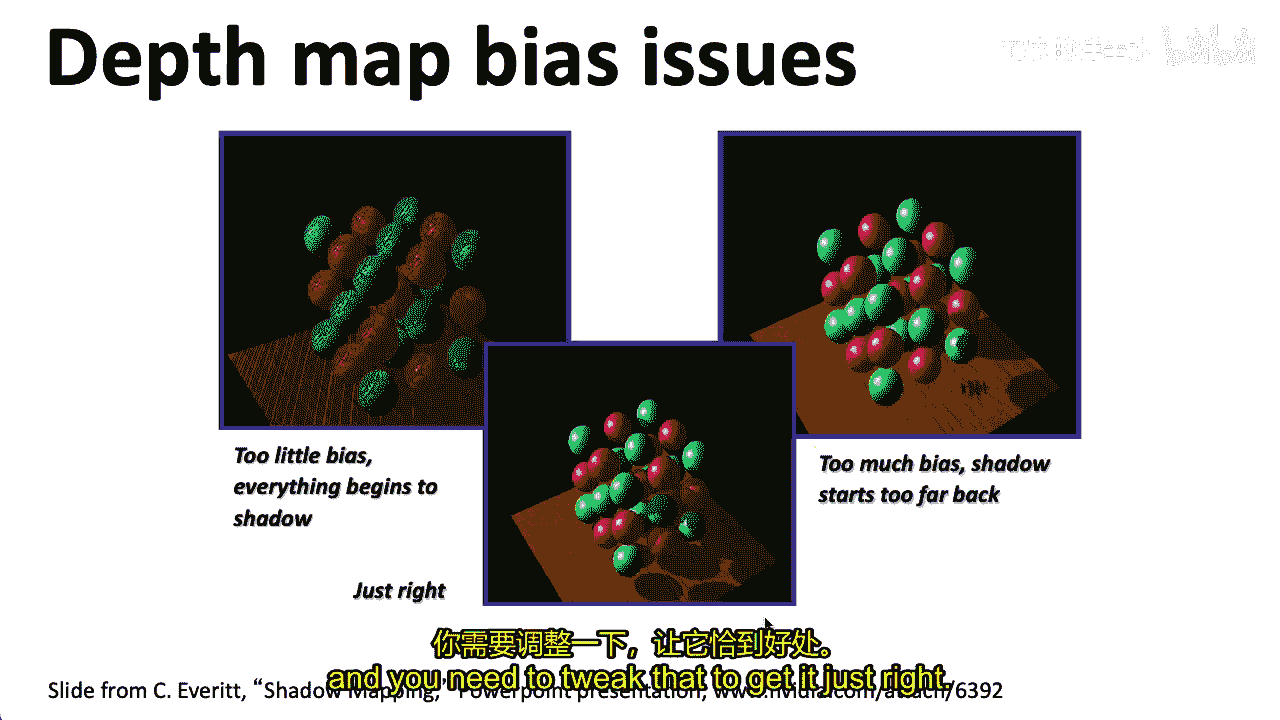 Depth map bias issues
Too little bias,
everything begins to
shadow
Too much bias, shadow
starts too far back
Just right
你需要调整一下，让它恰到好处。
and you need to tweak that to get it just right.
Slide from C. Everitt, “Shadow Mapping,” Powerpoint presentation, www.nvidia.com/attach/6392